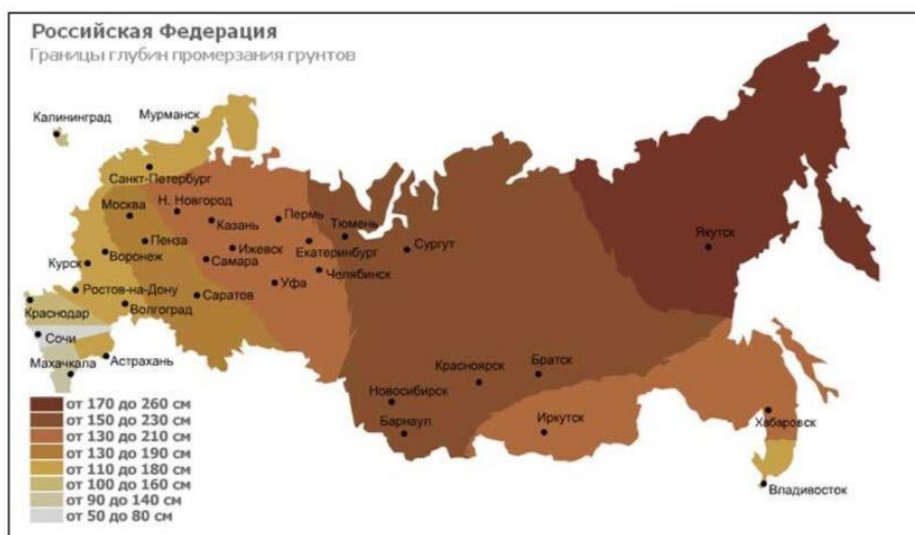 Российская Федерация
Границы глубин промерзания грунтов
Калининград
Мурманск
Санкт-Петербург
Москва
Н. Новгород
Казань
Пермь
Тюмень
Сургут
Якутск
Пенза
Ижевск
Екатеринбург
Воронеж
Самара
Челябинск
Курск
Уфа
Ростов-на-Дону
Саратов
Волгоград
Краснодар
Сочи
Махачкала
Астрахань
Красноярск
Братск
Новосибирск
Барнаул
Иркутск
Хабаровск
Владивосток
от 170 до 260 см
от 150 до 230 см
от 130 до 210 см
от 130 до 190 см
от 110 до 180 см
от 100 до 160 см
от 90 до 140 см
от 50 до 80 см